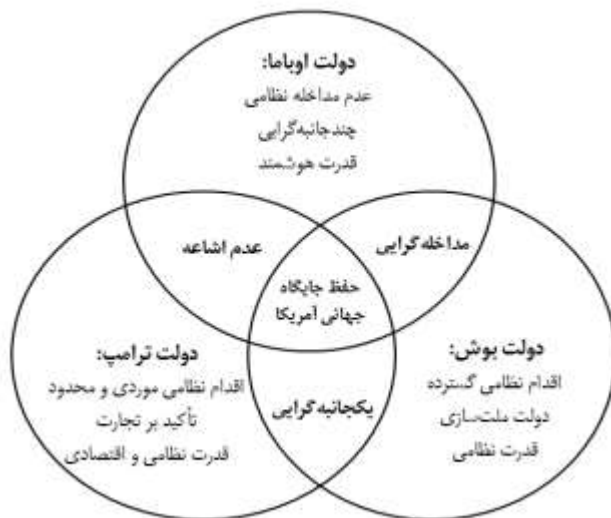 دولت اوباما:
عدم مداخله نظامی
چندجانبه‌گرایی
قدرت هوشمند
مداخله‌گرایی
عدم اشاعه
حفظ جایگاه
جهانی آمریکا
دولت بوش:
اقدام نظامی گسترده
دولت ملت‌سازی
قدرت نظامی
دولت ترامپ:
اقدام نظامی موردی و محدود
تأکید بر تجارت
قدرت نظامی و اقتصادی
یکجانبه‌گرایی